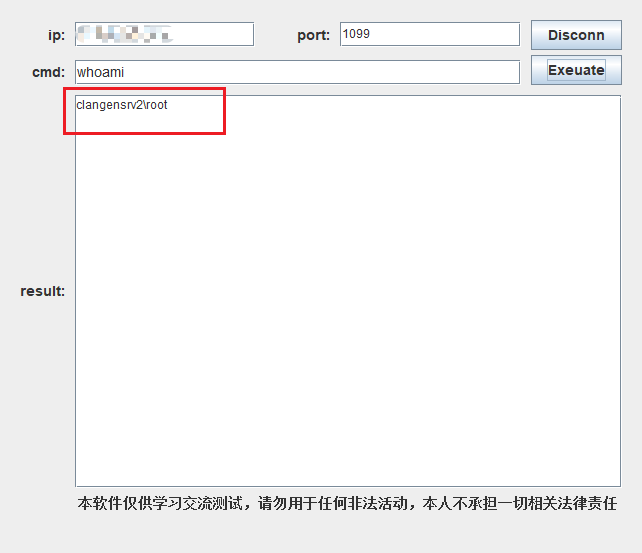 ip: port: 1099 Disconn
cmd: whoami Exeuate
clangensrv2\root
result:
本软件仅供学习交流测试，请勿用于任何非法活动，本人不承担一切相关法律责任